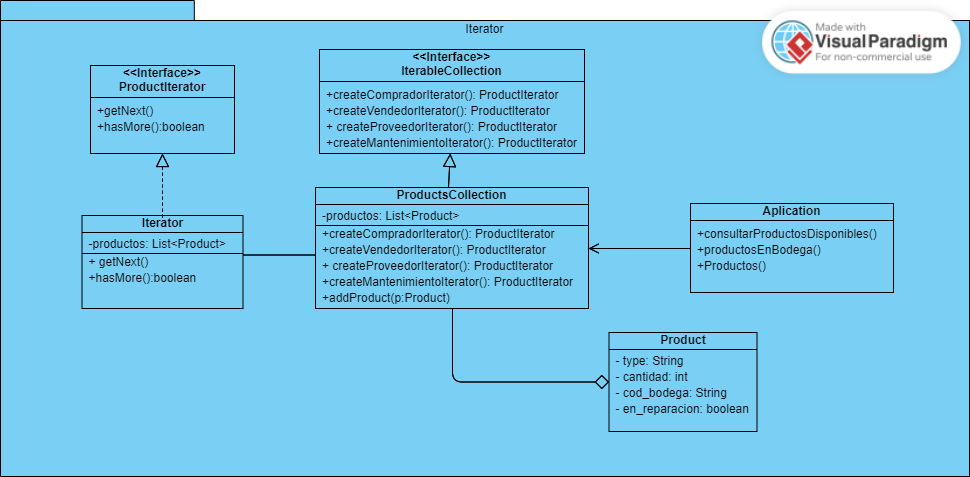 Iterator
Made with
Visual Paradigm
For non-commercial use
<<Interface>>
ProductIterator
+getNext()
+hasMore():boolean
<<Interface>>
IterableCollection
+createCompradorIterator(): ProductIterator
+createVendedorIterator(): ProductIterator
+ createProveedorIterator(): ProductIterator
+createMantenimientoIterator(): ProductIterator
Iterator
-productos: List<Product>
+ getNext()
+hasMore():boolean
ProductsCollection
-productos: List<Product>
+createCompradorIterator(): ProductIterator
+createVendedorIterator(): ProductIterator
+ createProveedorIterator(): ProductIterator
+createMantenimientoIterator(): ProductIterator
+addProduct(p:Product)
Aplication
+consultarProductosDisponibles()
+productosEnBodega()
+Productos()
Product
- type: String
- cantidad: int
- cod_bodega: String
- en_reparacion: boolean